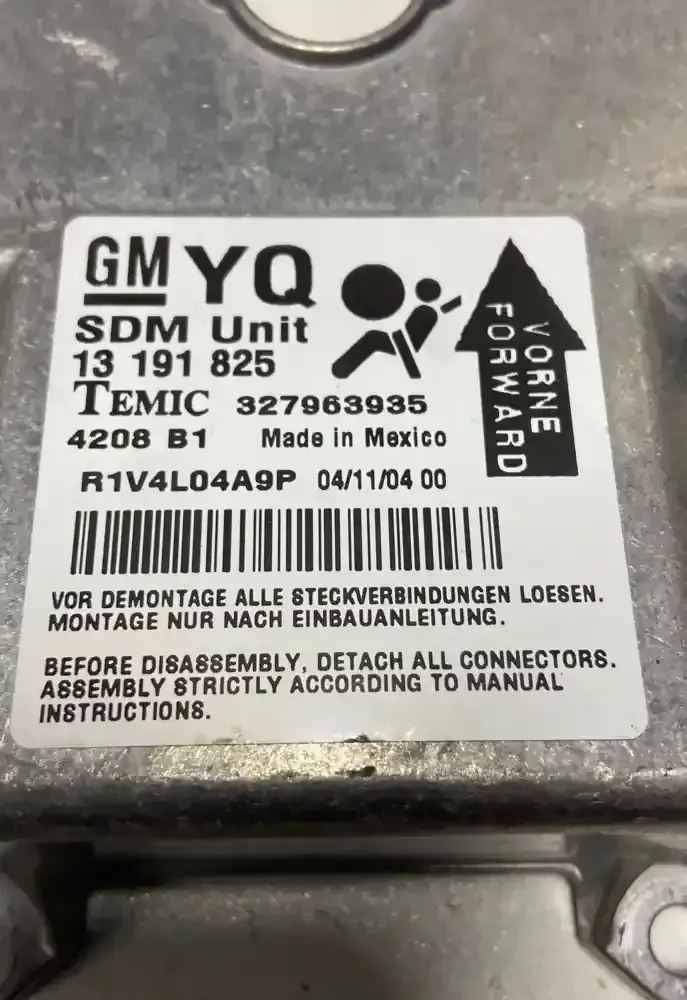 GM YQ
SDM Unit
13 191 825
TEMIC 327963935
4208 B1 Made in Mexico
R1V4L04A9P 04/11/04 00
VORNE
FORWARD
VOR DEMONTAGE ALLE STECKVERBINDUNGEN LOESEN.
MONTAGE NUR NACH EINBAUANLEITUNG.
BEFORE DISASSEMBLY, DETACH ALL CONNECTORS.
ASSEMBLY STRICTLY ACCORDING TO MANUAL
INSTRUCTIONS.